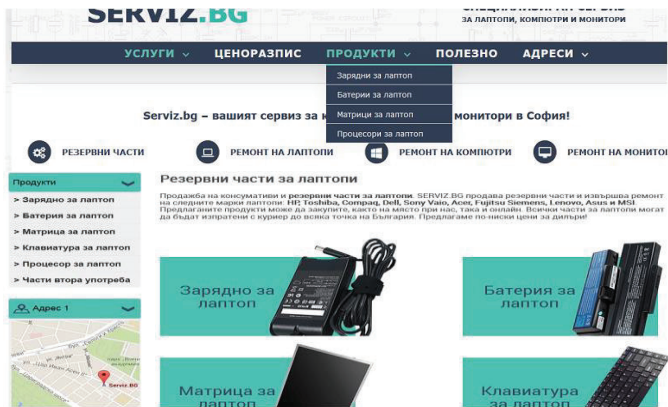 SERVIZ.BG
ЗА ЛАПТОПИ, КОМПЮТРИ И МОНИТОРИ
УСЛУГИ ЦЕНОРАЗПИС ПРОДУКТИ ПОЛЕЗНО АДРЕСИ
Зарядни за лаптоп
Батерии за лаптоп
Матрици за лаптоп
Процесори за лаптоп
Serviz.bg – вашият сервиз за монитори в София!
РЕЗЕРВНИ ЧАСТИ РЕМОНТ НА ЛАПТОПИ РЕМОНТ НА КОМПЮТРИ РЕМОНТ НА
Продукти
> Зарядно за лаптоп
> Батерия за лаптоп
> Матрица за лаптоп
> Клавиатура за лаптоп
> Процесор за лаптоп
> Части втора употреба
Адрес 1
Serviz.BG
Резервни части за лаптопи
Продажба на консумативи и резервни части за лаптопи. SERVIZ.BG продава резервни части и извършва ремонт
на следните марки лаптопи: HP, Toshiba, Compaq, Dell, Sony Vaio, Acer, Fujitsu Siemens, Lenovo, Asus и MSI.
Предлаганите продукти може да закупите, както на място при нас, така и онлайн. Всички части за лаптопи могат
да бъдат изпратени с куриер до всяка точка на България. Предлагаме по-ниски цени за дилъри!
Зарядно за
лаптоп
Батерия за
лаптоп
Матрица за
лаптоп
Клавиатура
за лаптоп